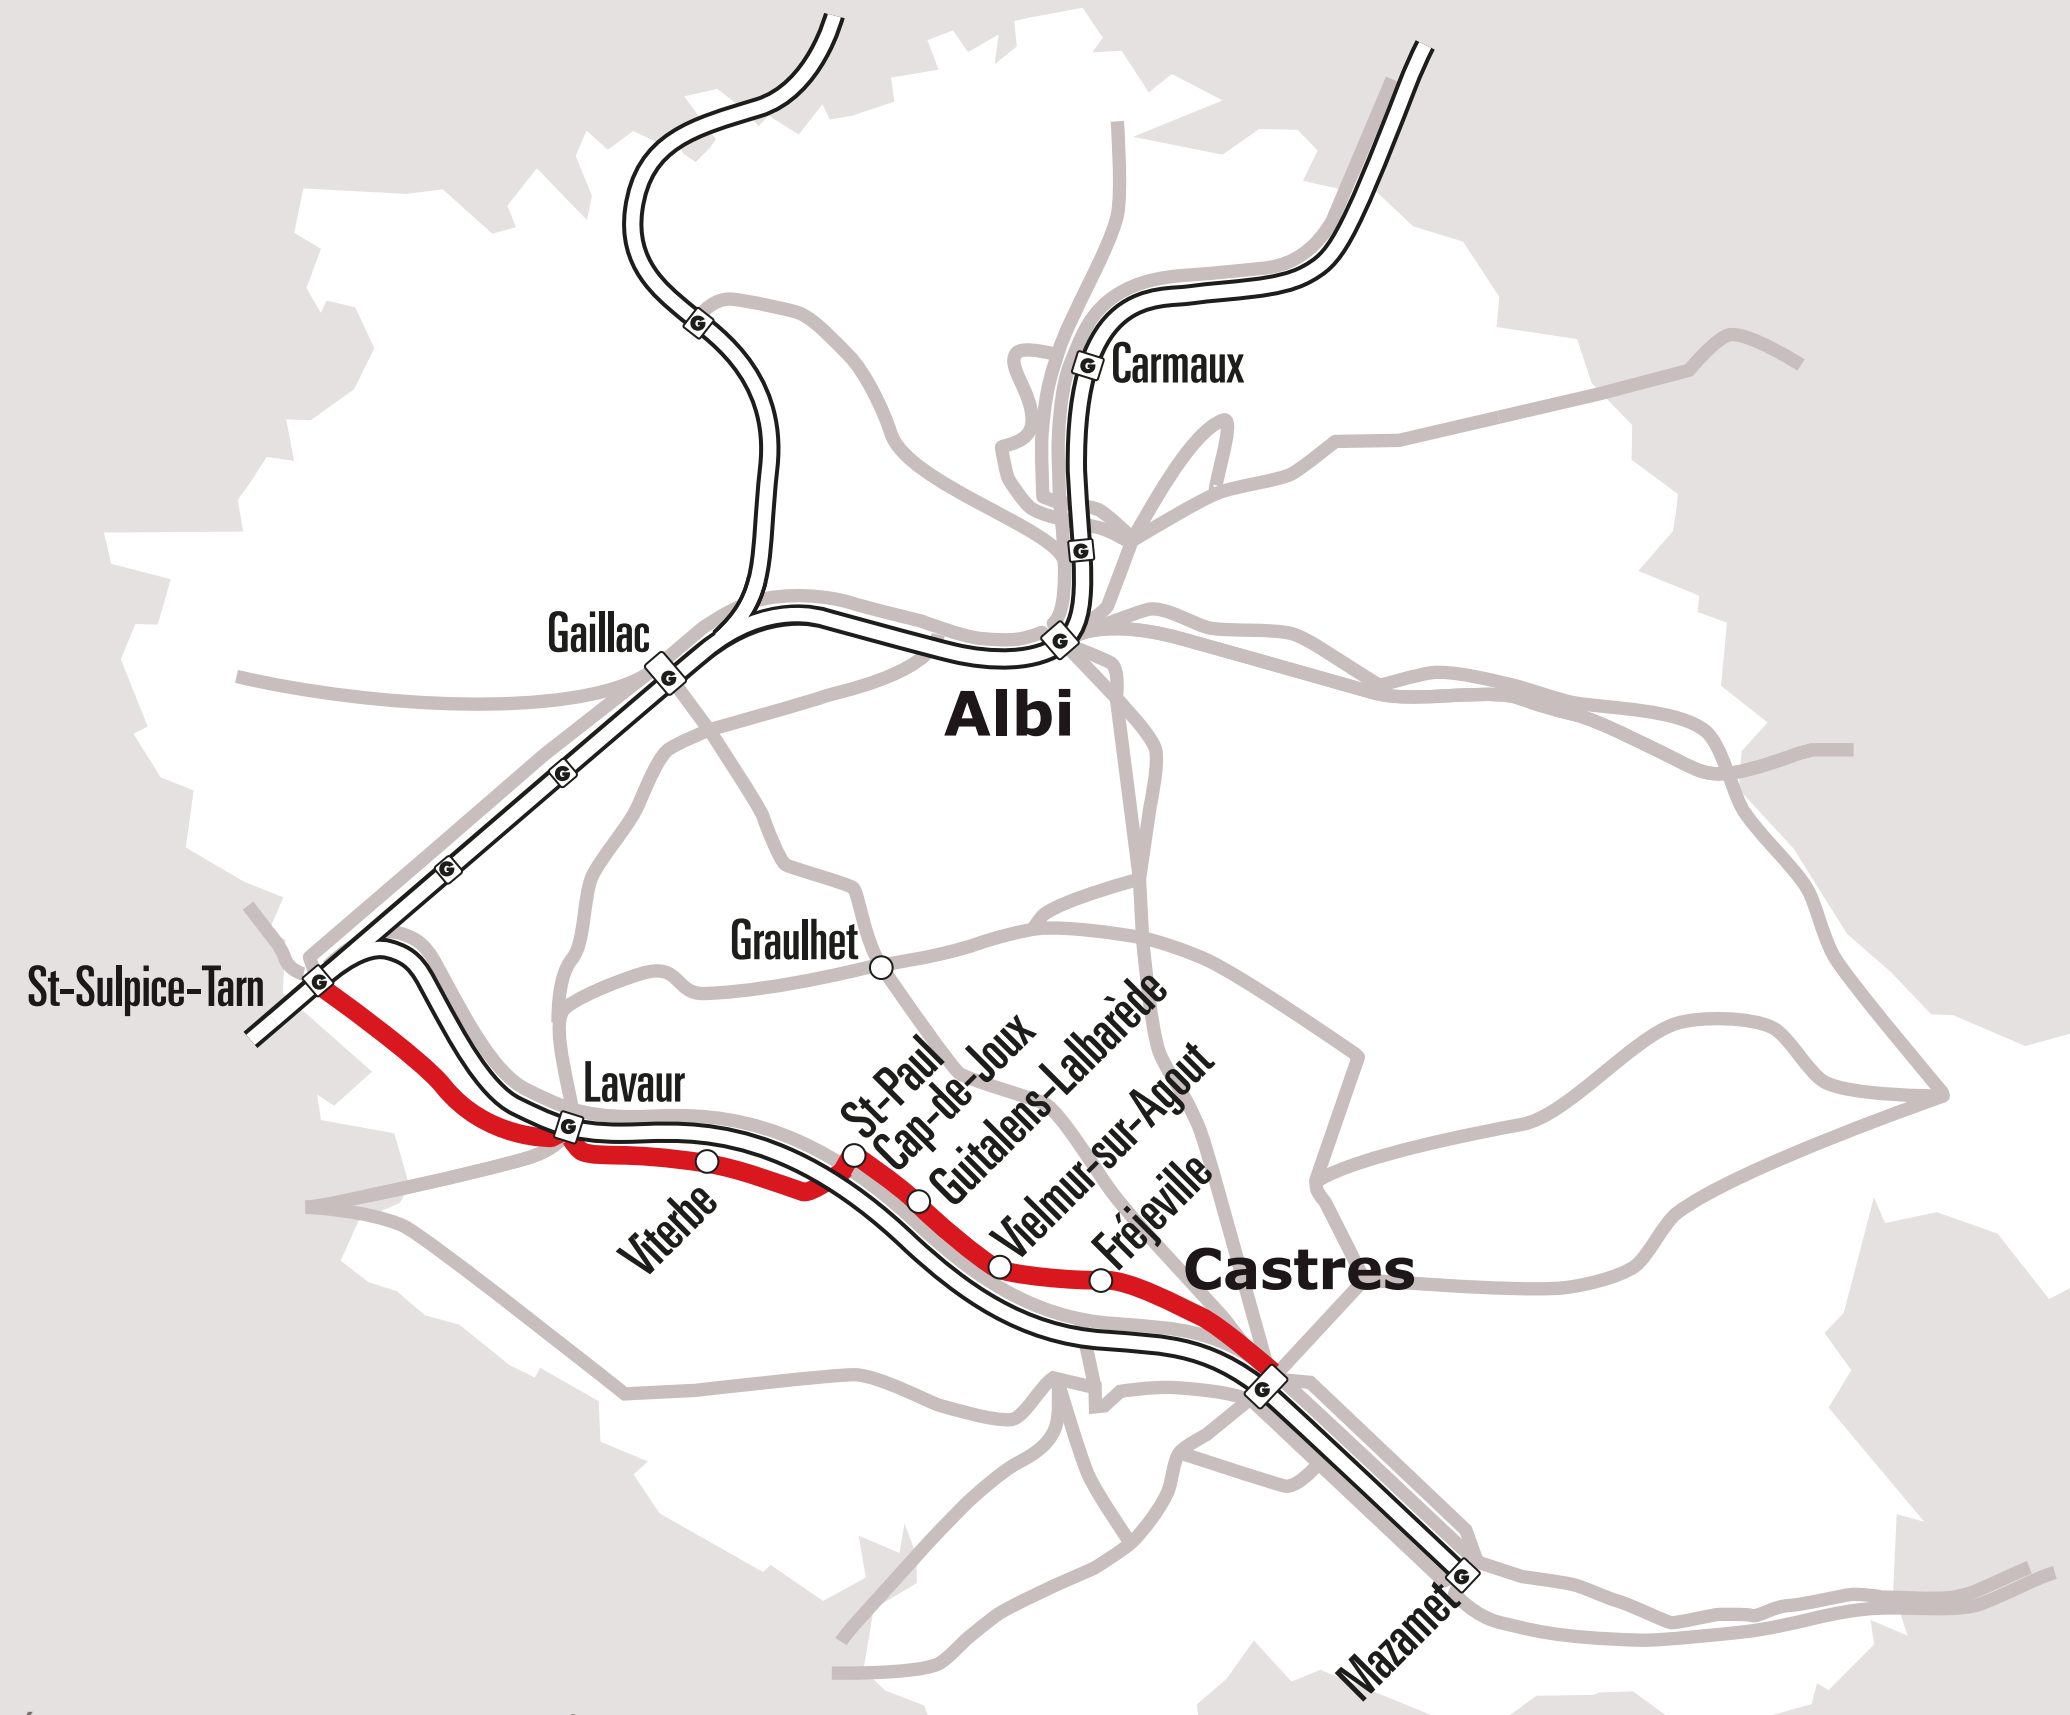 Carmaux
Gaillac
Albi
Graulhet
St-Sulpice-Tarn
Lavaur
St-Paul
Cap-de-Joux
Guitalens-Lalbarède
Vielmur-sur-Agout
Fréjeville
Viterbe
Castres
Mazamet
G
G
G
G
G
G
G
G
G
G
G